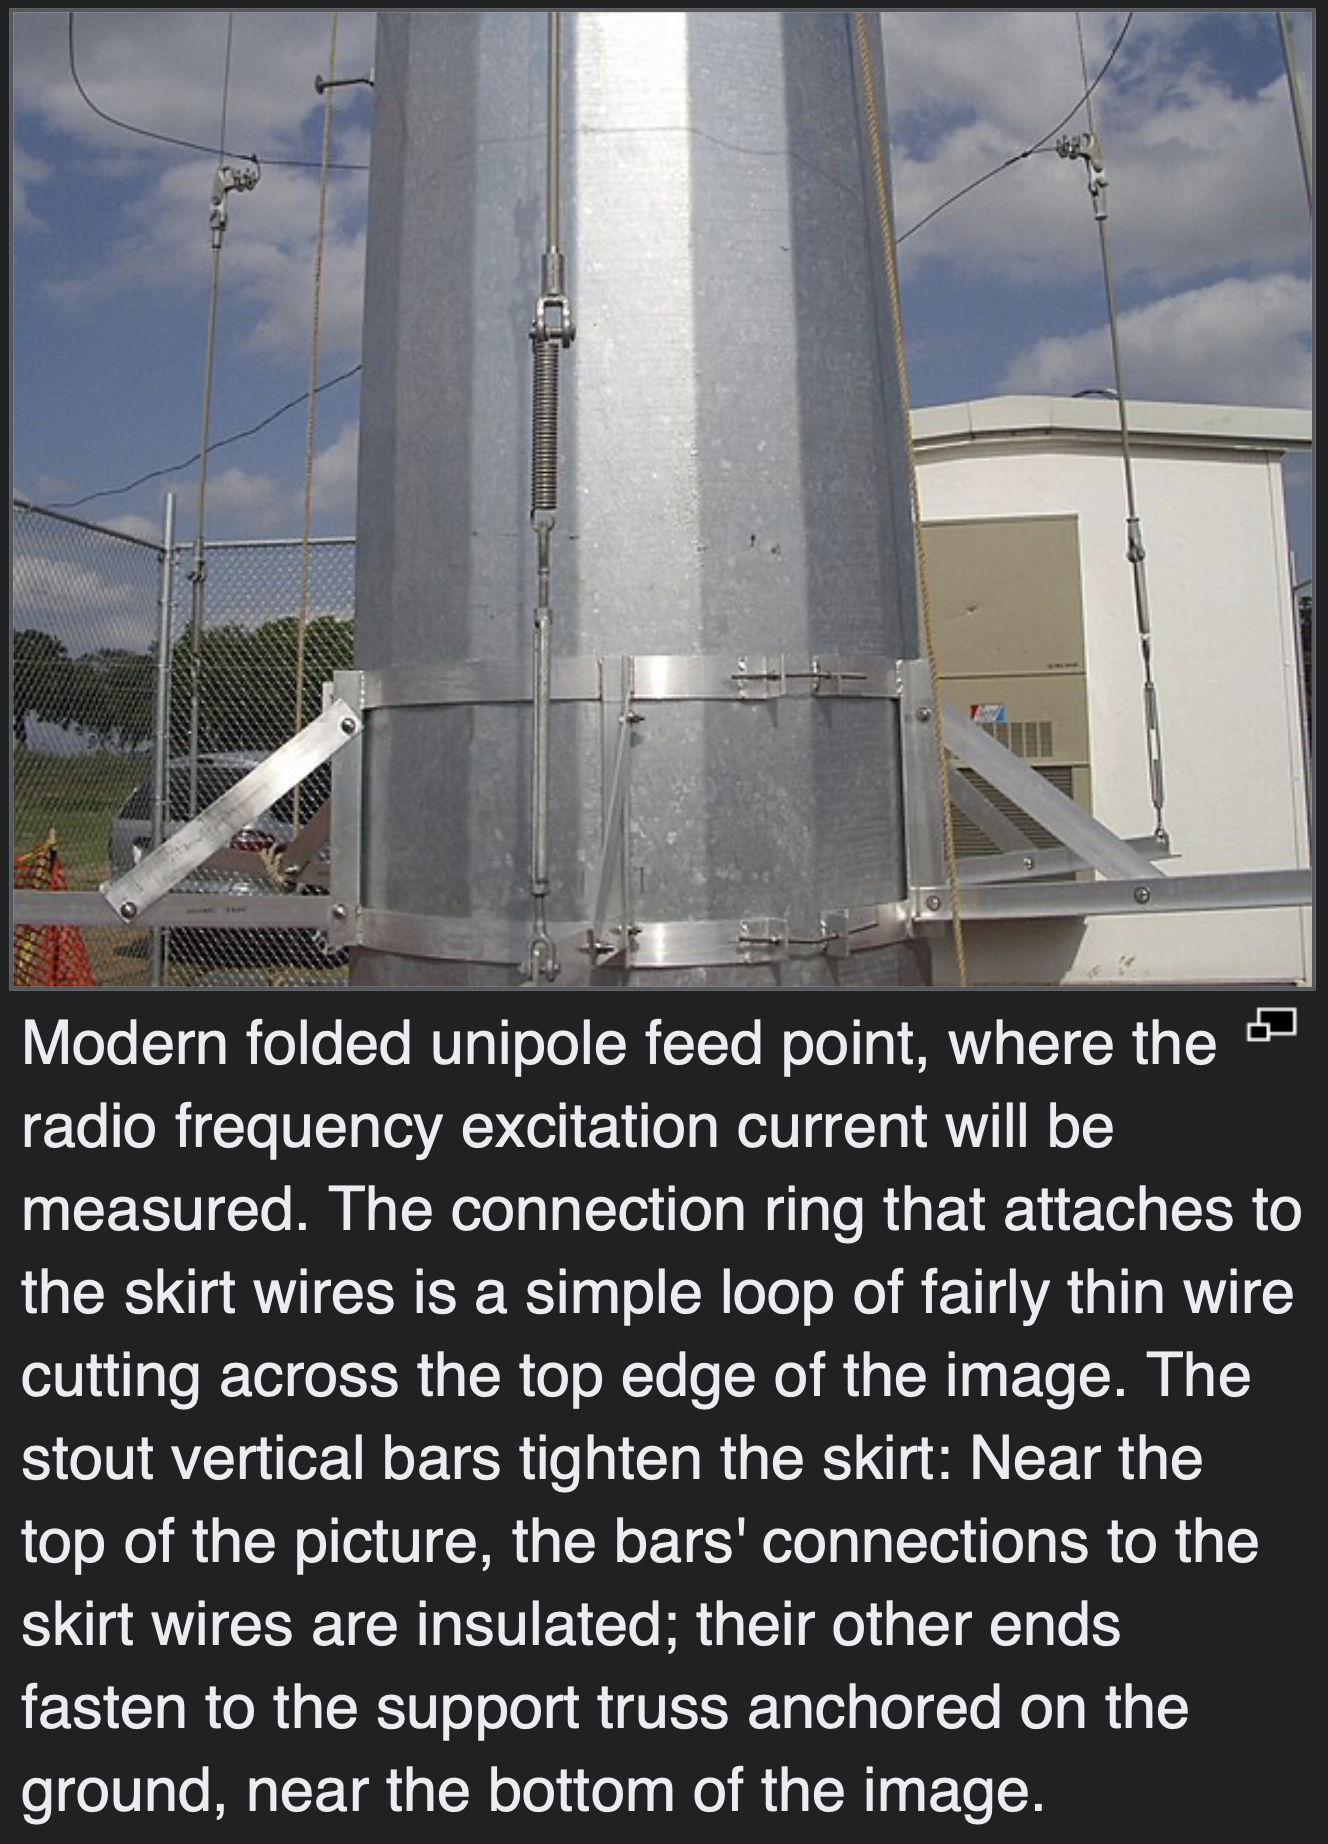 Modern folded unipole feed point, where the
radio frequency excitation current will be
measured. The connection ring that attaches to
the skirt wires is a simple loop of fairly thin wire
cutting across the top edge of the image. The
stout vertical bars tighten the skirt: Near the
top of the picture, the bars' connections to the
skirt wires are insulated; their other ends
fasten to the support truss anchored on the
ground, near the bottom of the image.